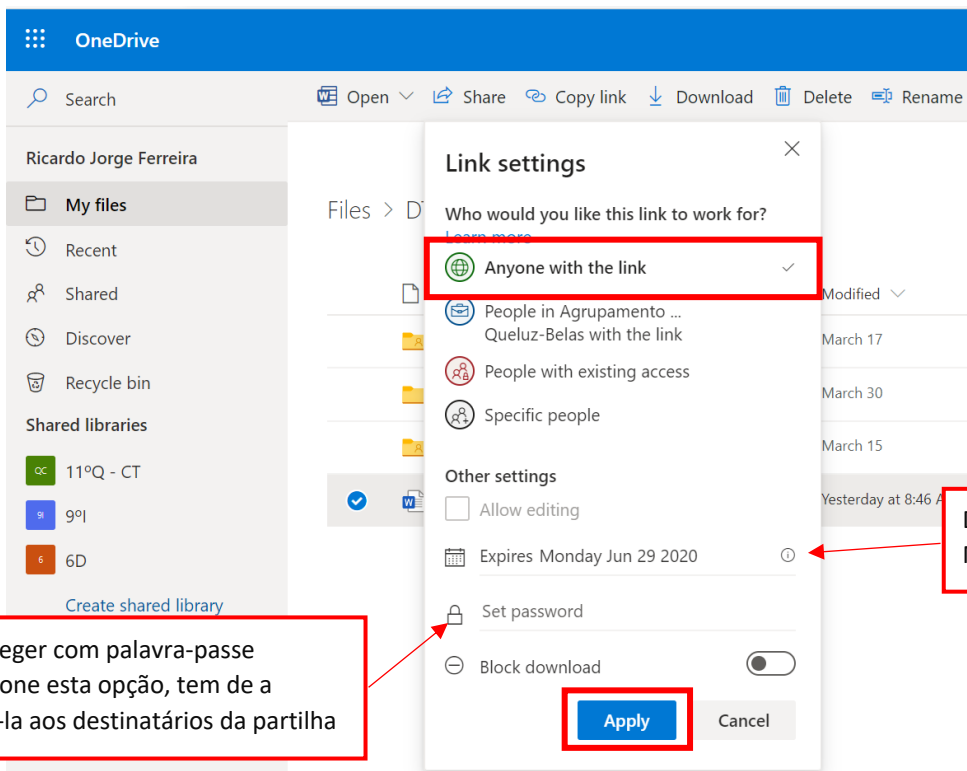 OneDrive
Search
Open
Share
Copy link
Download
Delete
Rename
Ricardo Jorge Ferreira
My files
Recent
Shared
Discover
Recycle bin
Shared libraries
QC 11ºQ - CT
9I 9ºI
6 6D
Create shared library
Files >
Modified
March 17
March 30
March 15
Yesterday at 8:46
Link settings
Who would you like this link to work for?
Learn more
Anyone with the link
People in Agrupamento ...
Queluz-Belas with the link
People with existing access
Specific people
Other settings
Allow editing
Expires Monday Jun 29 2020
Set password
Block download
Apply
Cancel
eger com palavra-passe
one esta opção, tem de a
-la aos destinatários da partilha